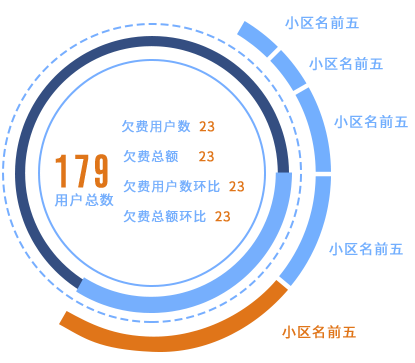 小区名前五
小区名前五
小区名前五
欠费用户数 23
179
用户总数
欠费总额 23
欠费用户数环比 23
欠费总额环比 23
小区名前五
小区名前五